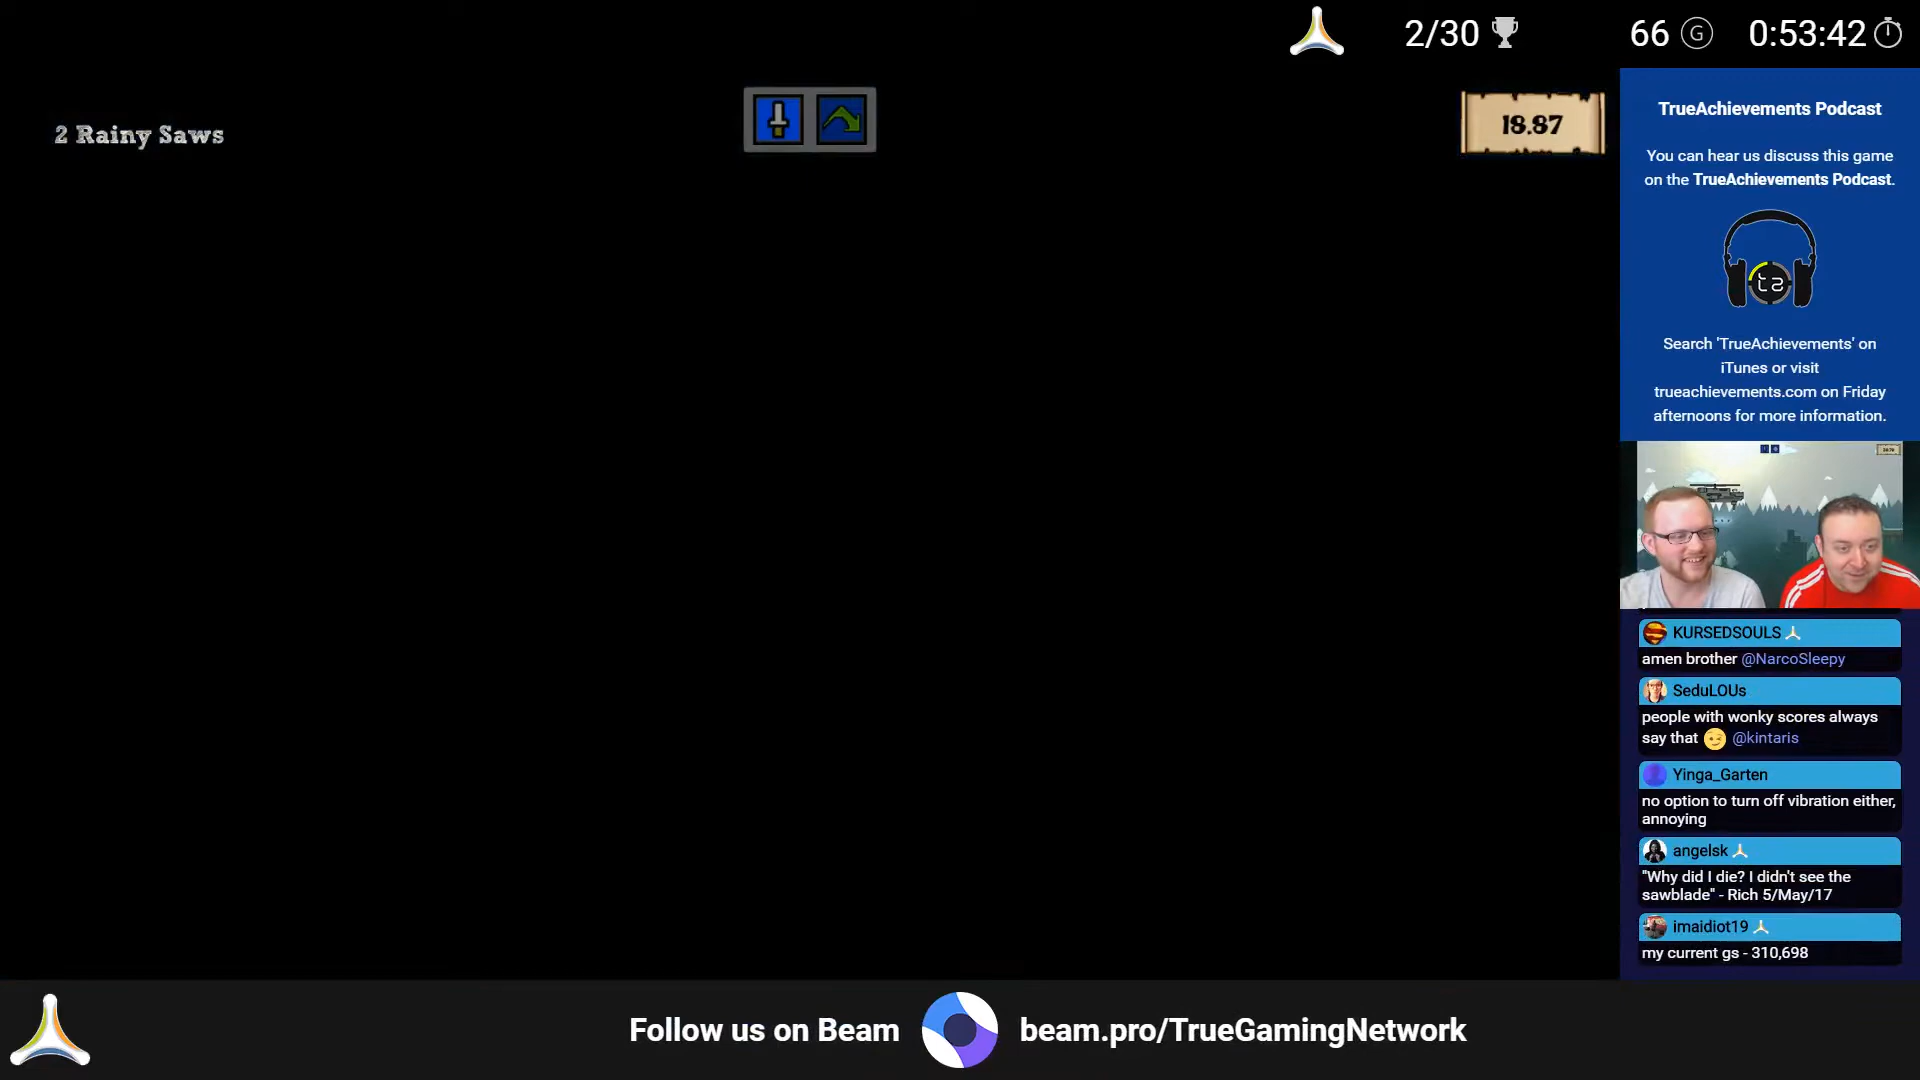 2/30
66 G
0:53:42
2 Rainy Saws
18.87
TrueAchievements Podcast
You can hear us discuss this game
on the TrueAchievements Podcast.
ta
Search 'TrueAchievements' on
iTunes or visit
trueachievements.com on Friday
afternoons for more information.
KURSEDSOULS
amen brother @NarcoSleepy
SeduLOUs
people with wonky scores always
say that 😉 @kintaris
Yinga_Garten
no option to turn off vibration either,
annoying
angelsk
"Why did I die? I didn't see the
sawblade" - Rich 5/May/17
imaidiot19
my current gs - 310,698
Follow us on Beam
beam.pro/TrueGamingNetwork